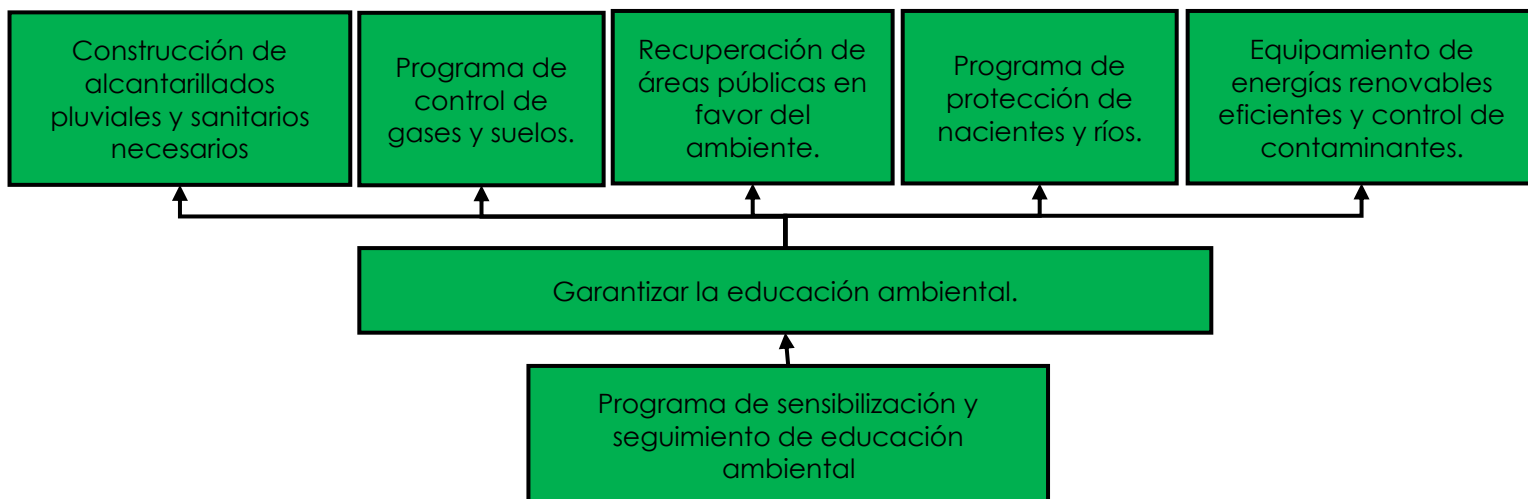 Construcción de
alcantarillados
pluviales y sanitarios
necesarios
Programa de
control de
gases y suelos.
Recuperación de
áreas públicas en
favor del
ambiente.
Programa de
protección de
nacientes y ríos.
Equipamiento de
energías renovables
eficientes y control de
contaminantes.
Garantizar la educación ambiental.
Programa de sensibilización y
seguimiento de educación
ambiental